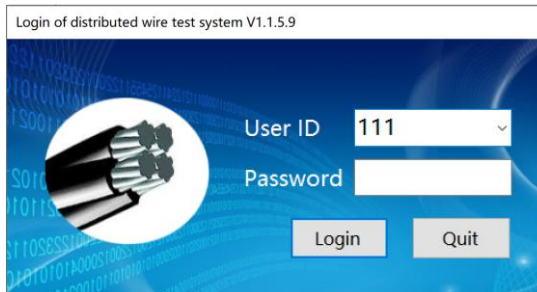 Login of distributed wire test system V1.1.5.9
User ID 111
Password
Login Quit